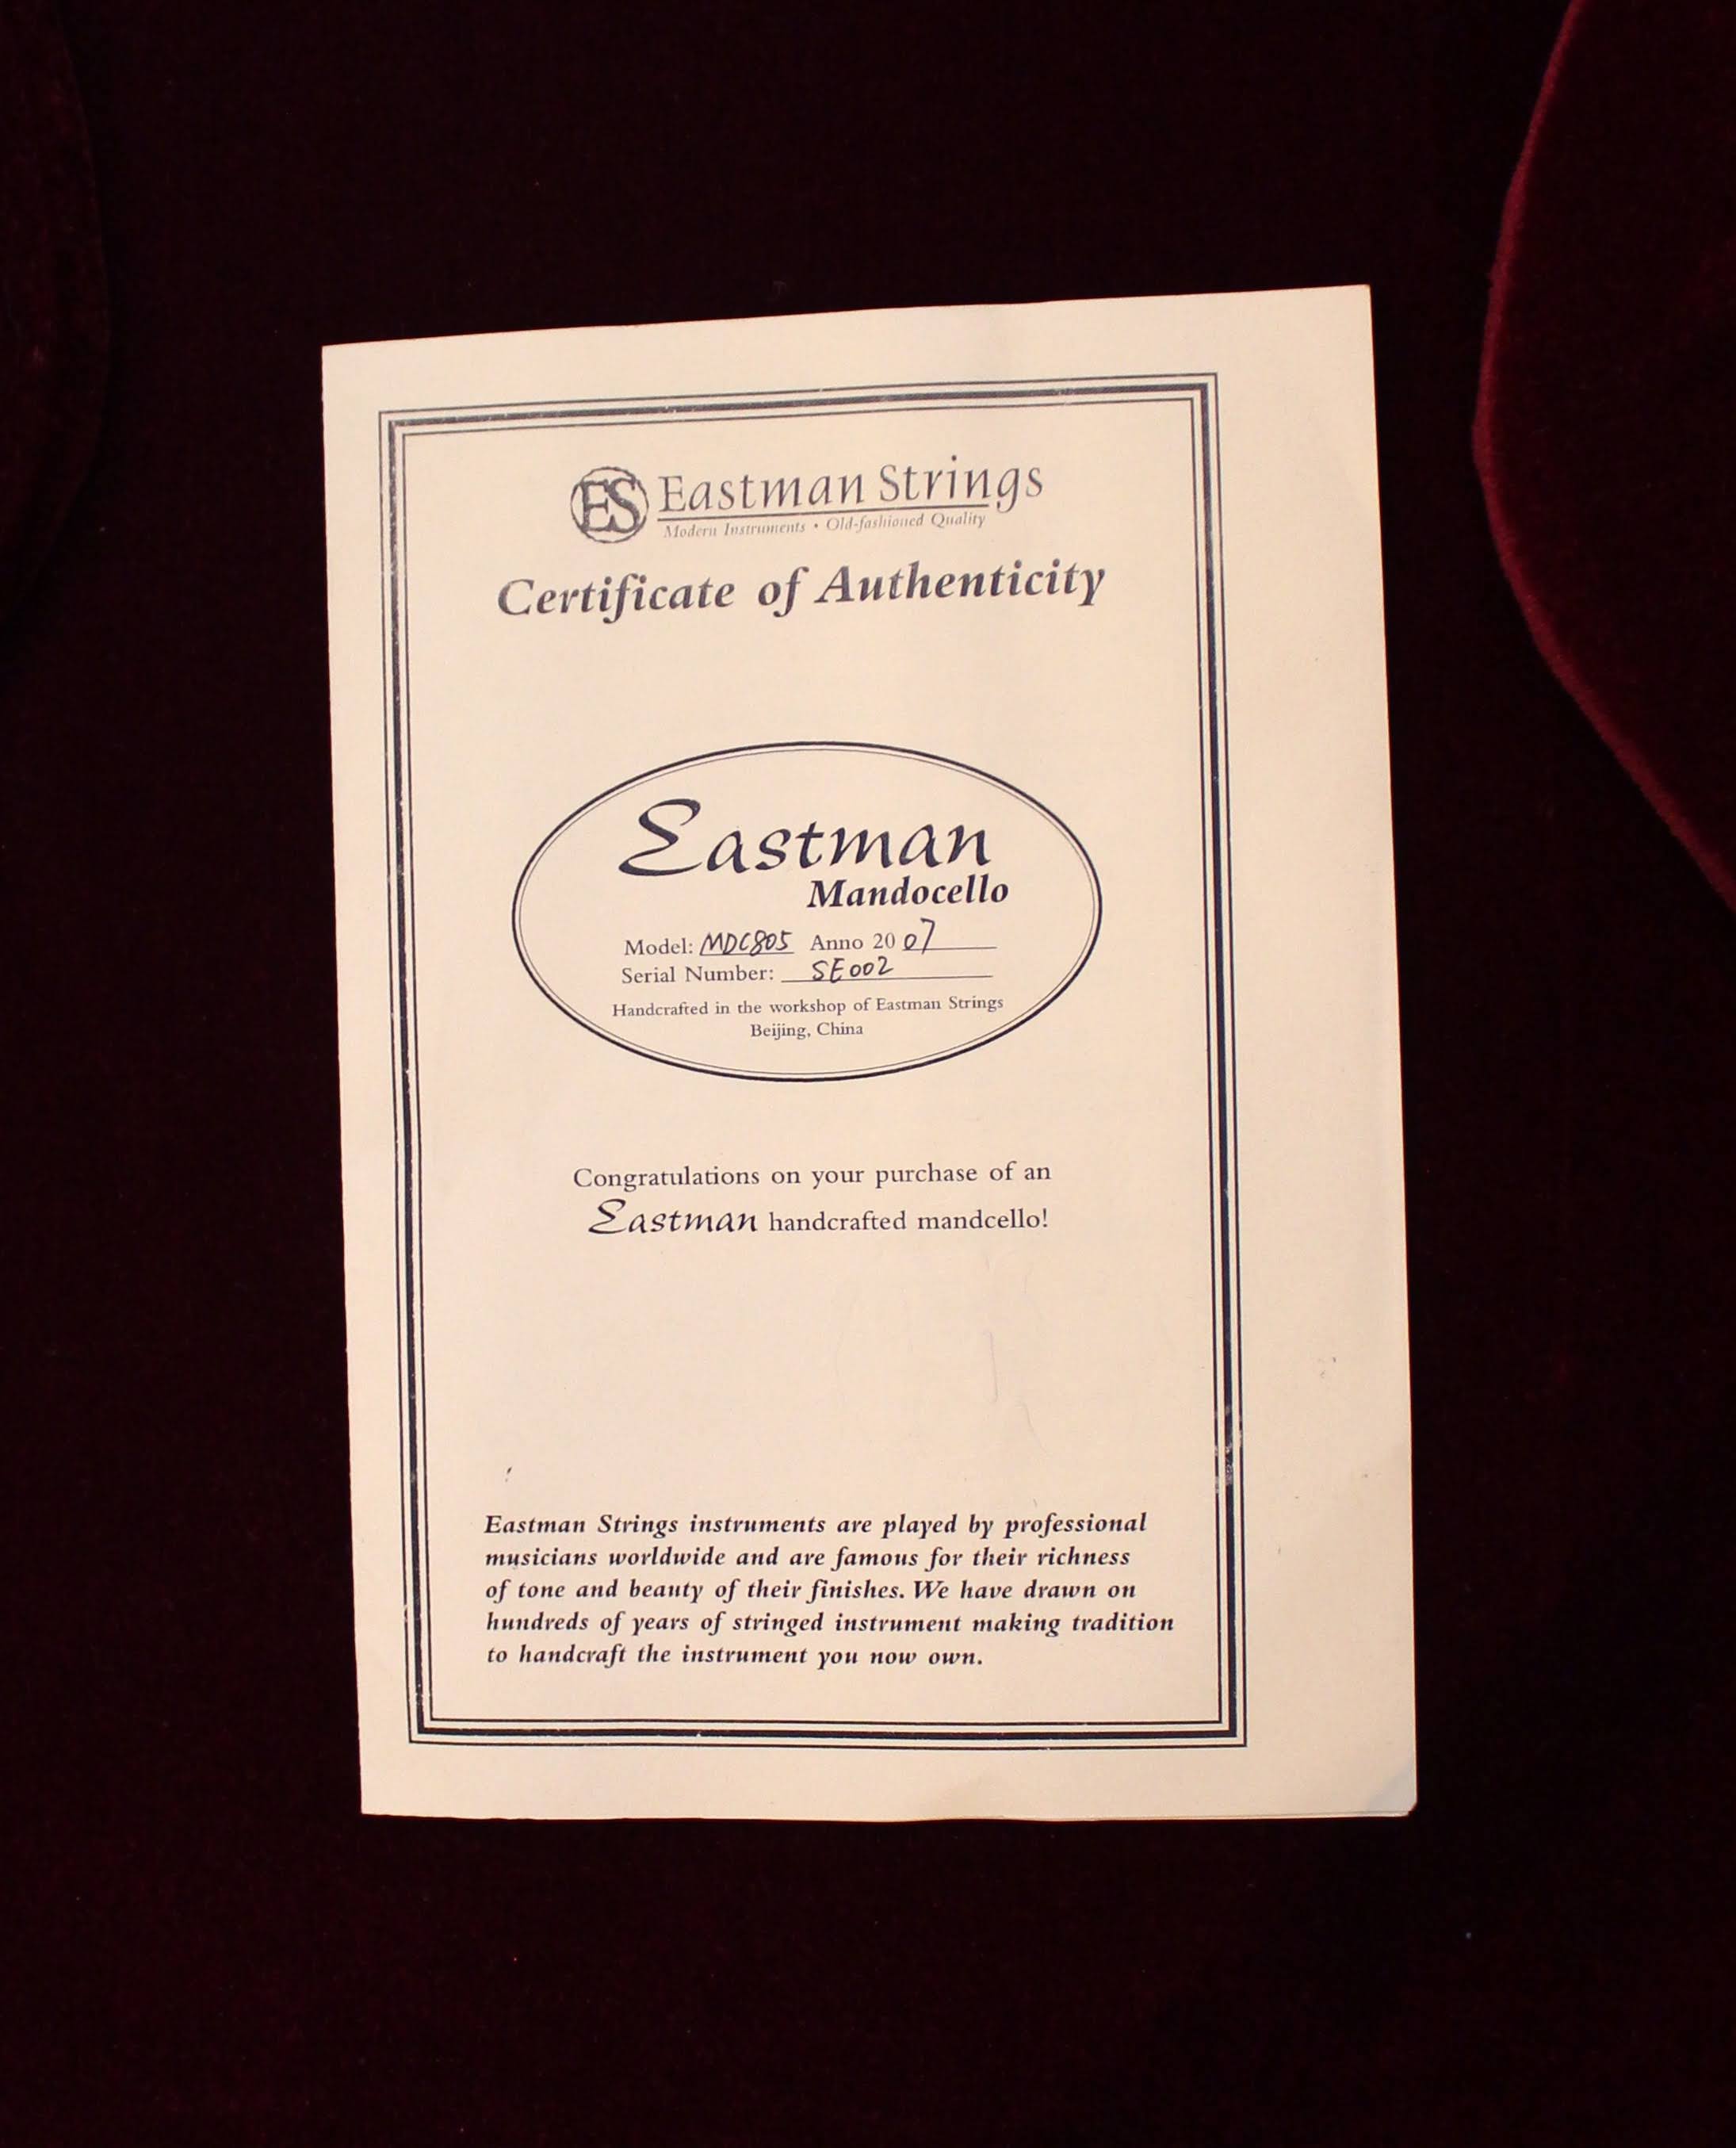 ES Eastman Strings
Modern Instruments • Old-fashioned Quality
Certificate of Authenticity
Eastman
Mandocello
Model: MDC805 Anno 2007
Serial Number: SE002
Handcrafted in the workshop of Eastman Strings
Beijing, China
Congratulations on your purchase of an
Eastman handcrafted mandcello!
Eastman Strings instruments are played by professional
musicians worldwide and are famous for their richness
of tone and beauty of their finishes. We have drawn on
hundreds of years of stringed instrument making tradition
to handcraft the instrument you now own.